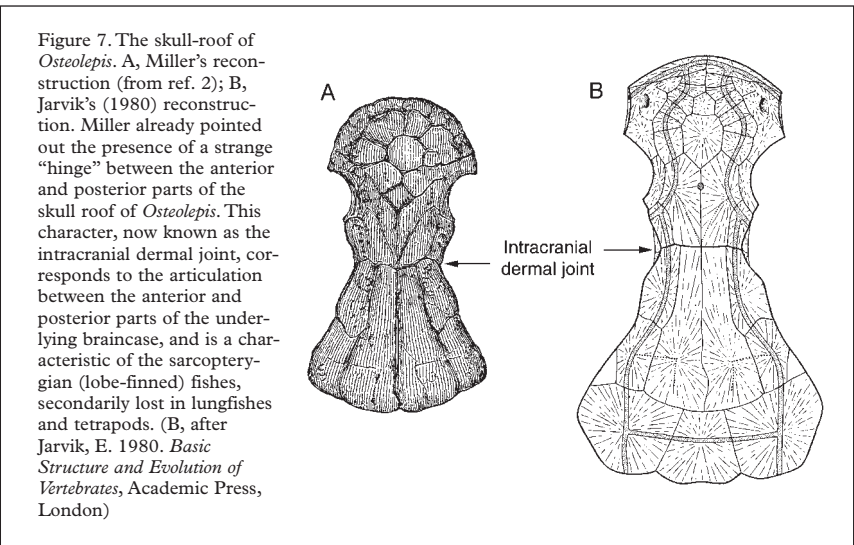 Figure 7. The skull-roof of
Osteolepis. A, Miller's recon-
struction (from ref. 2); B,
Jarvik's (1980) reconstruc-
tion. Miller already pointed
out the presence of a strange
“hinge” between the anterior
and posterior parts of the
skull roof of Osteolepis. This
character, now known as the
intracranial dermal joint, cor-
responds to the articulation
between the anterior and
posterior parts of the under-
lying braincase, and is a char-
acteristic of the sarcoptery-
gian (lobe-finned) fishes,
secondarily lost in lungfishes
and tetrapods. (B, after
Jarvik, E. 1980. Basic
Structure and Evolution of
Vertebrates, Academic Press,
London)
A
B
Intracranial
dermal joint